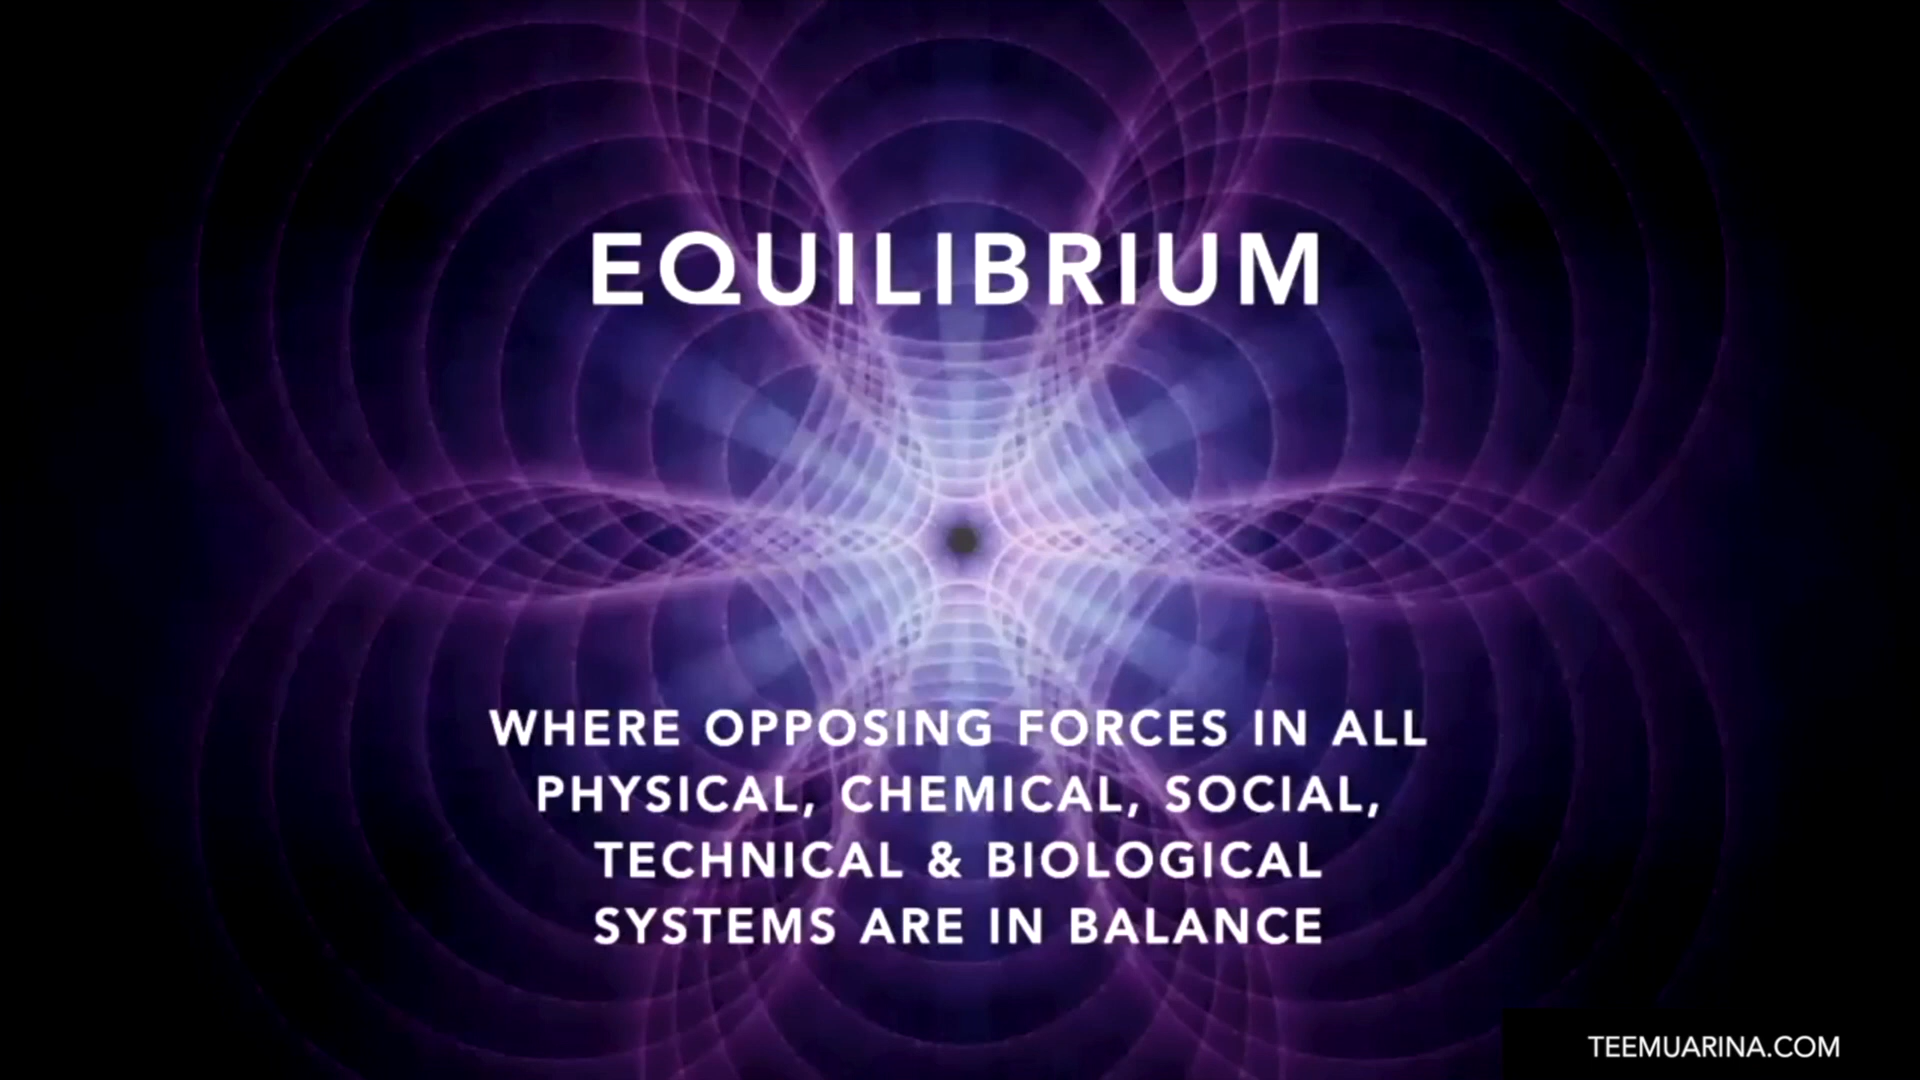 EQUILIBRIUM
WHERE OPPOSING FORCES IN ALL
PHYSICAL, CHEMICAL, SOCIAL,
TECHNICAL & BIOLOGICAL
SYSTEMS ARE IN BALANCE
TEEMUARINA.COM